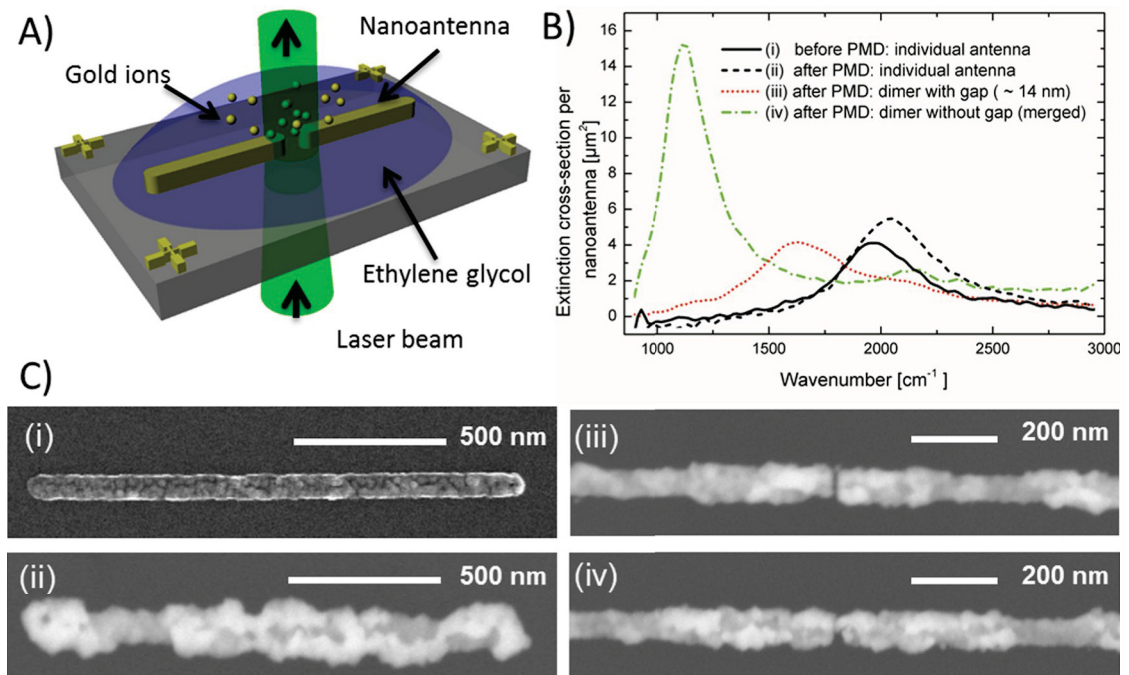 A)
Nanoantenna
Gold ions
Ethylene glycol
Laser beam
B)
Extinction cross-section per
nanoantenna [µm²]
16
14
12
10
8
6
4
2
0
(i) before PMD: individual antenna
(ii) after PMD: individual antenna
(iii) after PMD: dimer with gap ( ~ 14 nm)
(iv) after PMD: dimer without gap (merged)
1000 1500 2000 2500 3000
Wavenumber [cm⁻¹ ]
C)
(i)
500 nm
(iii)
200 nm
(ii)
500 nm
(iv)
200 nm